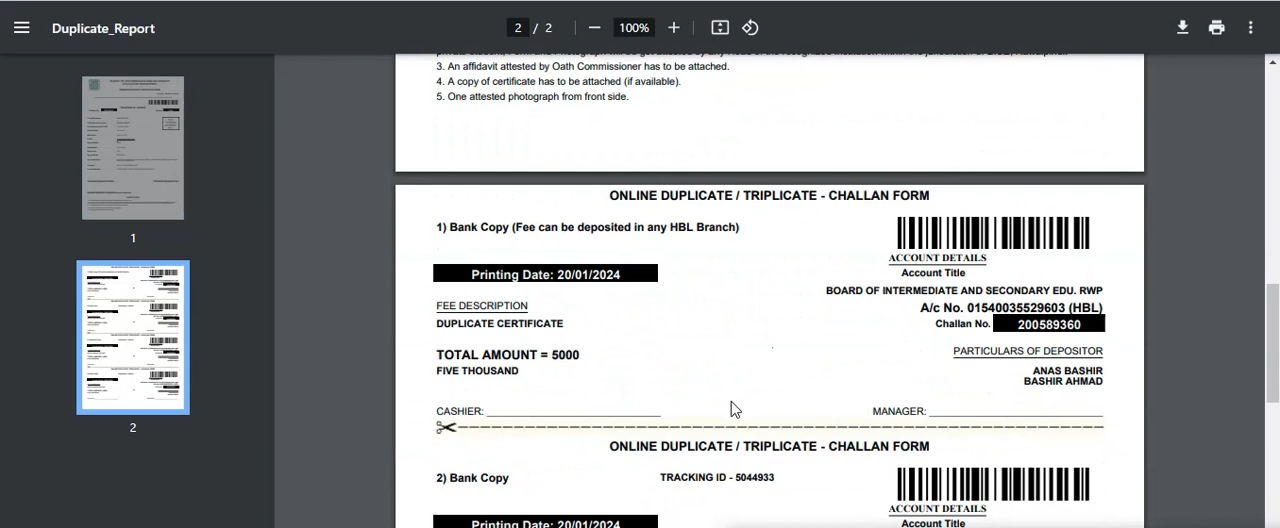 Duplicate_Report
2 / 2
100%
3. An affidavit attested by Oath Commissioner has to be attached.
4. A copy of certificate has to be attached (if available).
5. One attested photograph from front side.
1
2
ONLINE DUPLICATE / TRIPLICATE - CHALLAN FORM
1) Bank Copy (Fee can be deposited in any HBL Branch)
ACCOUNT DETAILS
Account Title
Printing Date: 20/01/2024
BOARD OF INTERMEDIATE AND SECONDARY EDU. RWP
FEE DESCRIPTION
A/c No. 01540035529603 (HBL)
DUPLICATE CERTIFICATE
Challan No. 200589360
TOTAL AMOUNT = 5000
PARTICULARS OF DEPOSITOR
FIVE THOUSAND
ANAS BASHIR
BASHIR AHMAD
CASHIER:
MANAGER:
ONLINE DUPLICATE / TRIPLICATE - CHALLAN FORM
2) Bank Copy
TRACKING ID - 5044933
ACCOUNT DETAILS
Account Title
Printing Date: 20/01/2024